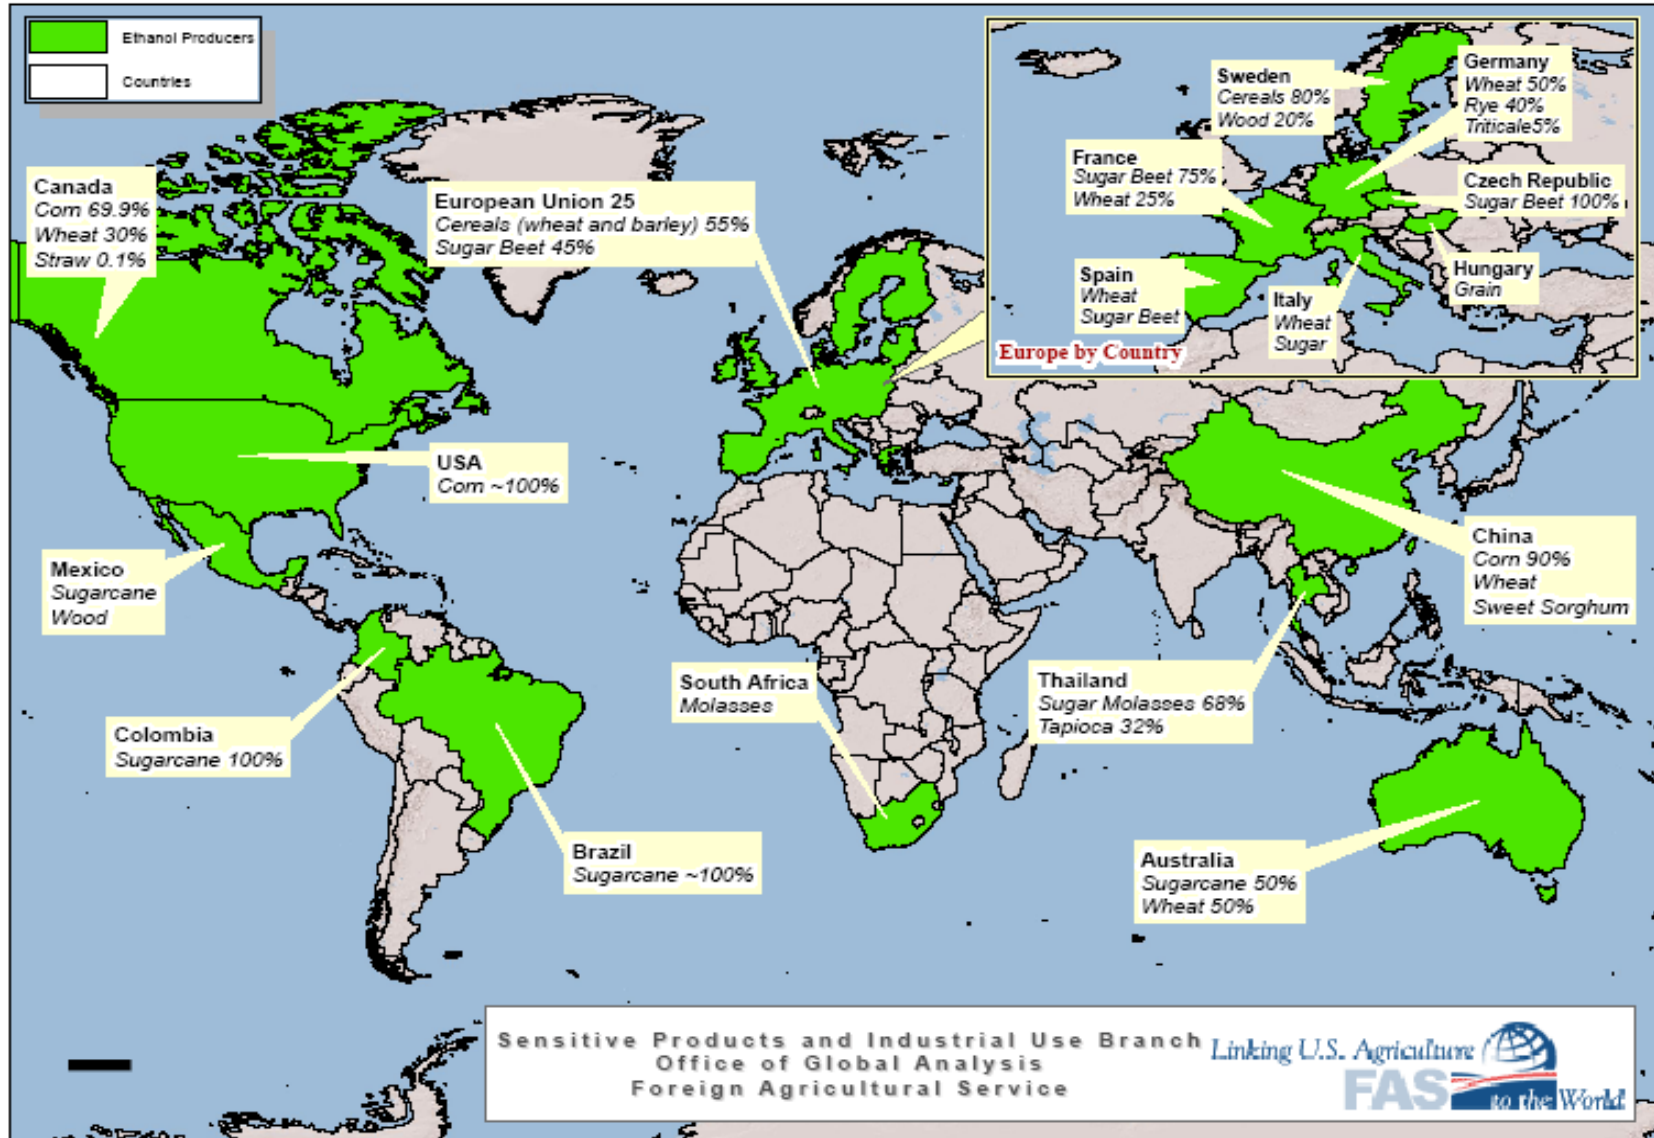 Ethanol Producers
Countries
Canada
Corn 69.9%
Wheat 30%
Straw 0.1%
European Union 25
Cereals (wheat and barley) 55%
Sugar Beet 45%
Sweden
Cereals 80%
Wood 20%
Germany
Wheat 50%
Rye 40%
Triticale5%
France
Sugar Beet 75%
Wheat 25%
Czech Republic
Sugar Beet 100%
Spain
Wheat
Sugar Beet
Italy
Wheat
Sugar
Hungary
Grain
Europe by Country
USA
Corn ~100%
Mexico
Sugarcane
Wood
China
Corn 90%
Wheat
Sweet Sorghum
Colombia
Sugarcane 100%
South Africa
Molasses
Thailand
Sugar Molasses 68%
Tapioca 32%
Brazil
Sugarcane ~100%
Australia
Sugarcane 50%
Wheat 50%
Sensitive Products and Industrial Use Branch
Office of Global Analysis
Foreign Agricultural Service
Linking U.S. Agriculture
FAS
to the World